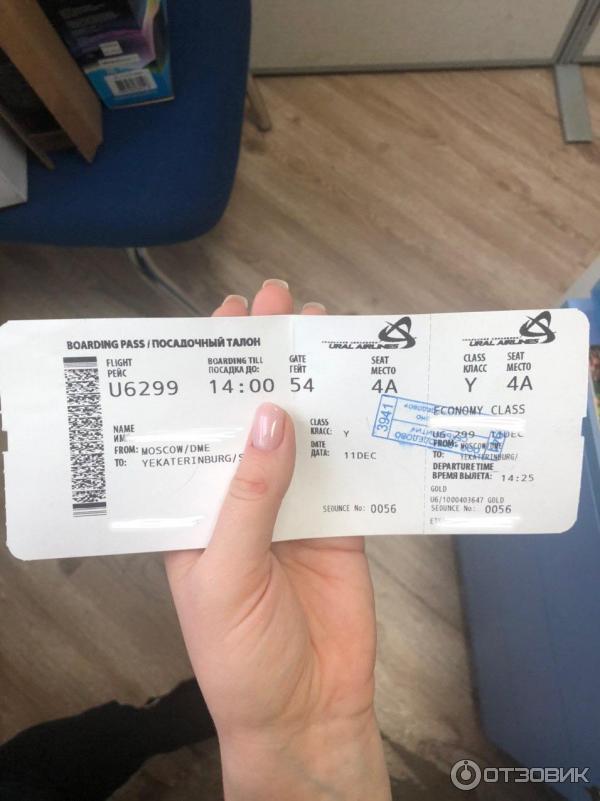 BOARDING PASS / ПОСАДОЧНЫЙ ТАЛОН
URAL AIRLINES
URAL AIRLINES
FLIGHT
РЕЙС
U6299
BOARDING TILL
ПОСАДКА ДО:
14:00
GATE
ГЕЙТ
54
SEAT
МЕСТО
4A
CLASS
КЛАСС
Y
SEAT
МЕСТО
4A
NAME
FROM: MOSCOW/DME
TO: YEKATERINBURG/
CLASS
КЛАСС: Y
DATE
ДАТА: 11DEC
SEQUNCE No: 0056
3941
ECONOMY CLASS
U6 299 11DEC
FROM: MOSCOW/DME
TO: YEKATERINBURG/
DEPARTURE TIME
ВРЕМЯ ВЫЛЕТА: 14:25
GOLD
U6/1000403647 GOLD
SEQUNCE No: 0056
ОТЗОВИК